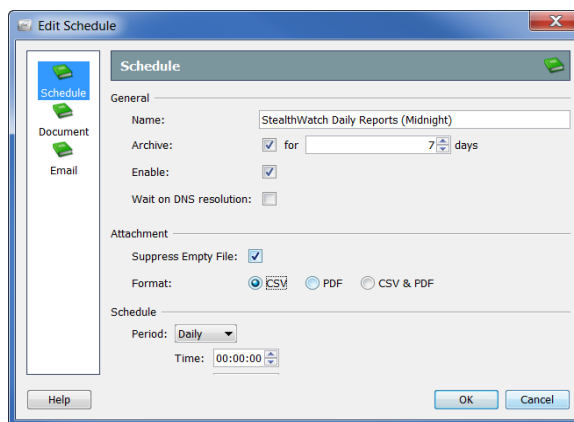 Edit Schedule
Schedule
Document
Email
Schedule
General
Name: StealthWatch Daily Reports (Midnight)
Archive: for 7 days
Enable:
Wait on DNS resolution:
Attachment
Suppress Empty File:
Format: CSV PDF CSV & PDF
Schedule
Period: Daily
Time: 00:00:00
Help OK Cancel